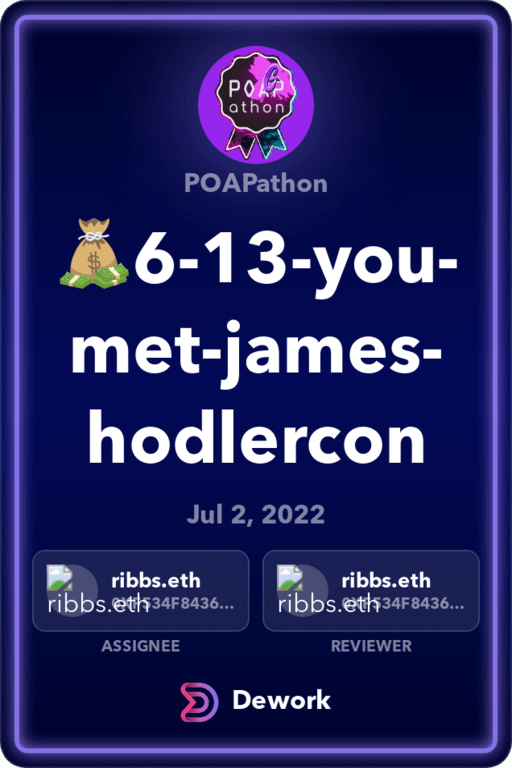 POAP
athon
POAPathon
💰6-13-you-
met-james-
hodlercon
Jul 2, 2022
ribbs.eth
ribbs.eth
ribbs.eth
ribbs.eth
ASSIGNEE
REVIEWER
Dework